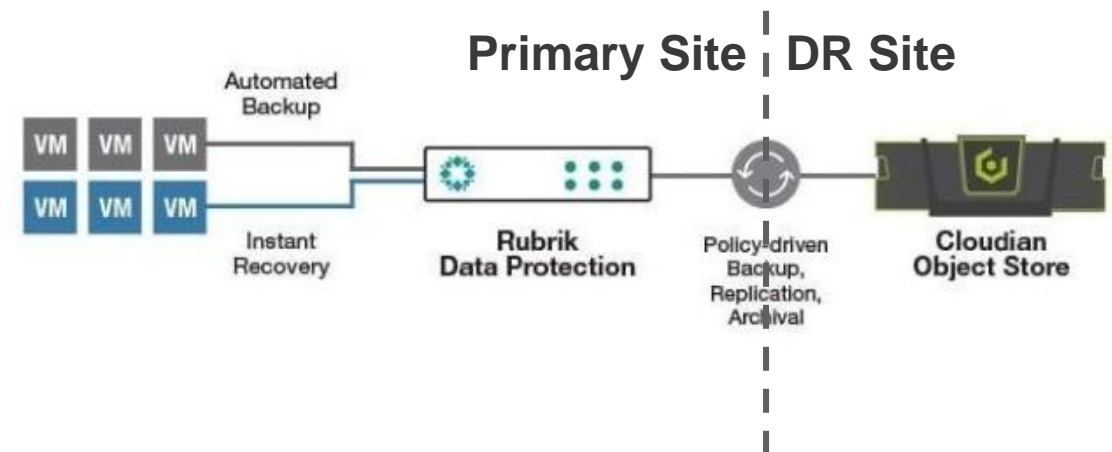 Primary Site DR Site
Automated
Backup
VM VM VM
VM VM VM
Instant
Recovery
Rubrik
Data Protection
Policy-driven
Backup,
Replication,
Archival
Cloudian
Object Store